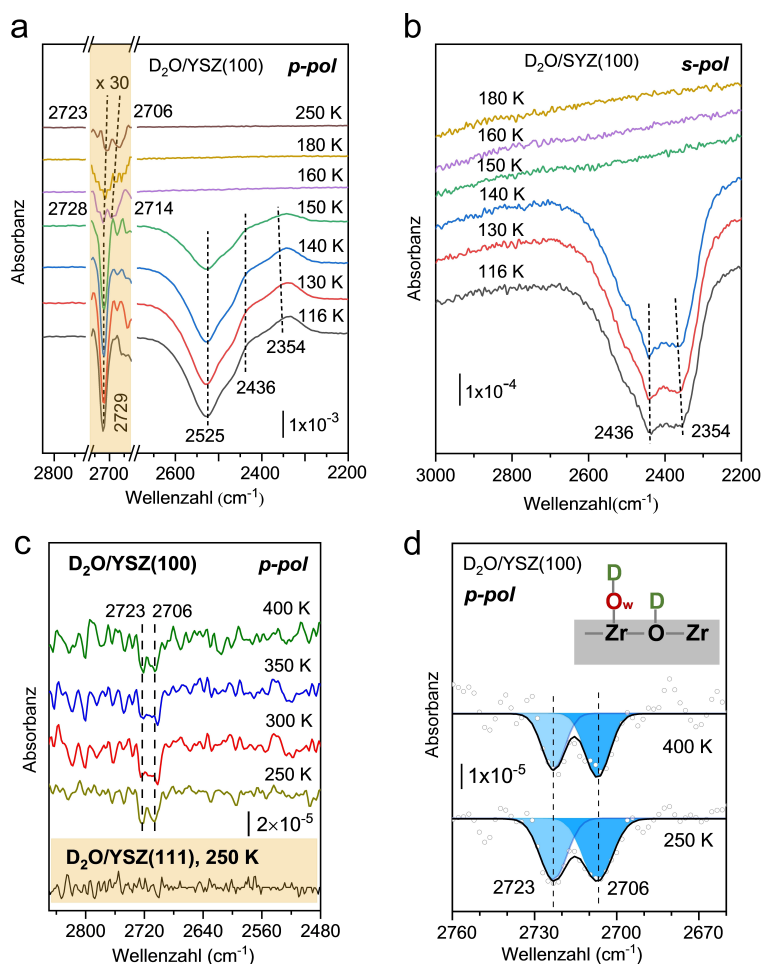 a
D₂O/YSZ(100) p-pol
x 30
2723 2706 250 K
180 K
160 K
2728 2714 150 K
140 K
130 K
116 K
2729
2525
2436
2354
1x10⁻³
Absorbanz
2800 2700 2600 2400 2200
Wellenzahl (cm⁻¹)
b
D₂O/SYZ(100) s-pol
180 K
160 K
150 K
140 K
130 K
116 K
1x10⁻⁴
2436 2354
Absorbanz
3000 2800 2600 2400 2200
Wellenzahl(cm⁻¹)
c
D₂O/YSZ(100) p-pol
2723 2706 400 K
350 K
300 K
250 K
2×10⁻⁵
D₂O/YSZ(111), 250 K
Absorbanz
2800 2720 2640 2560 2480
Wellenzahl (cm⁻¹)
d
D₂O/YSZ(100)
p-pol
D
Ow D
Zr O Zr
400 K
1x10⁻⁵
250 K
2723 2706
Absorbanz
2760 2730 2700 2670
Wellenzahl (cm⁻¹)